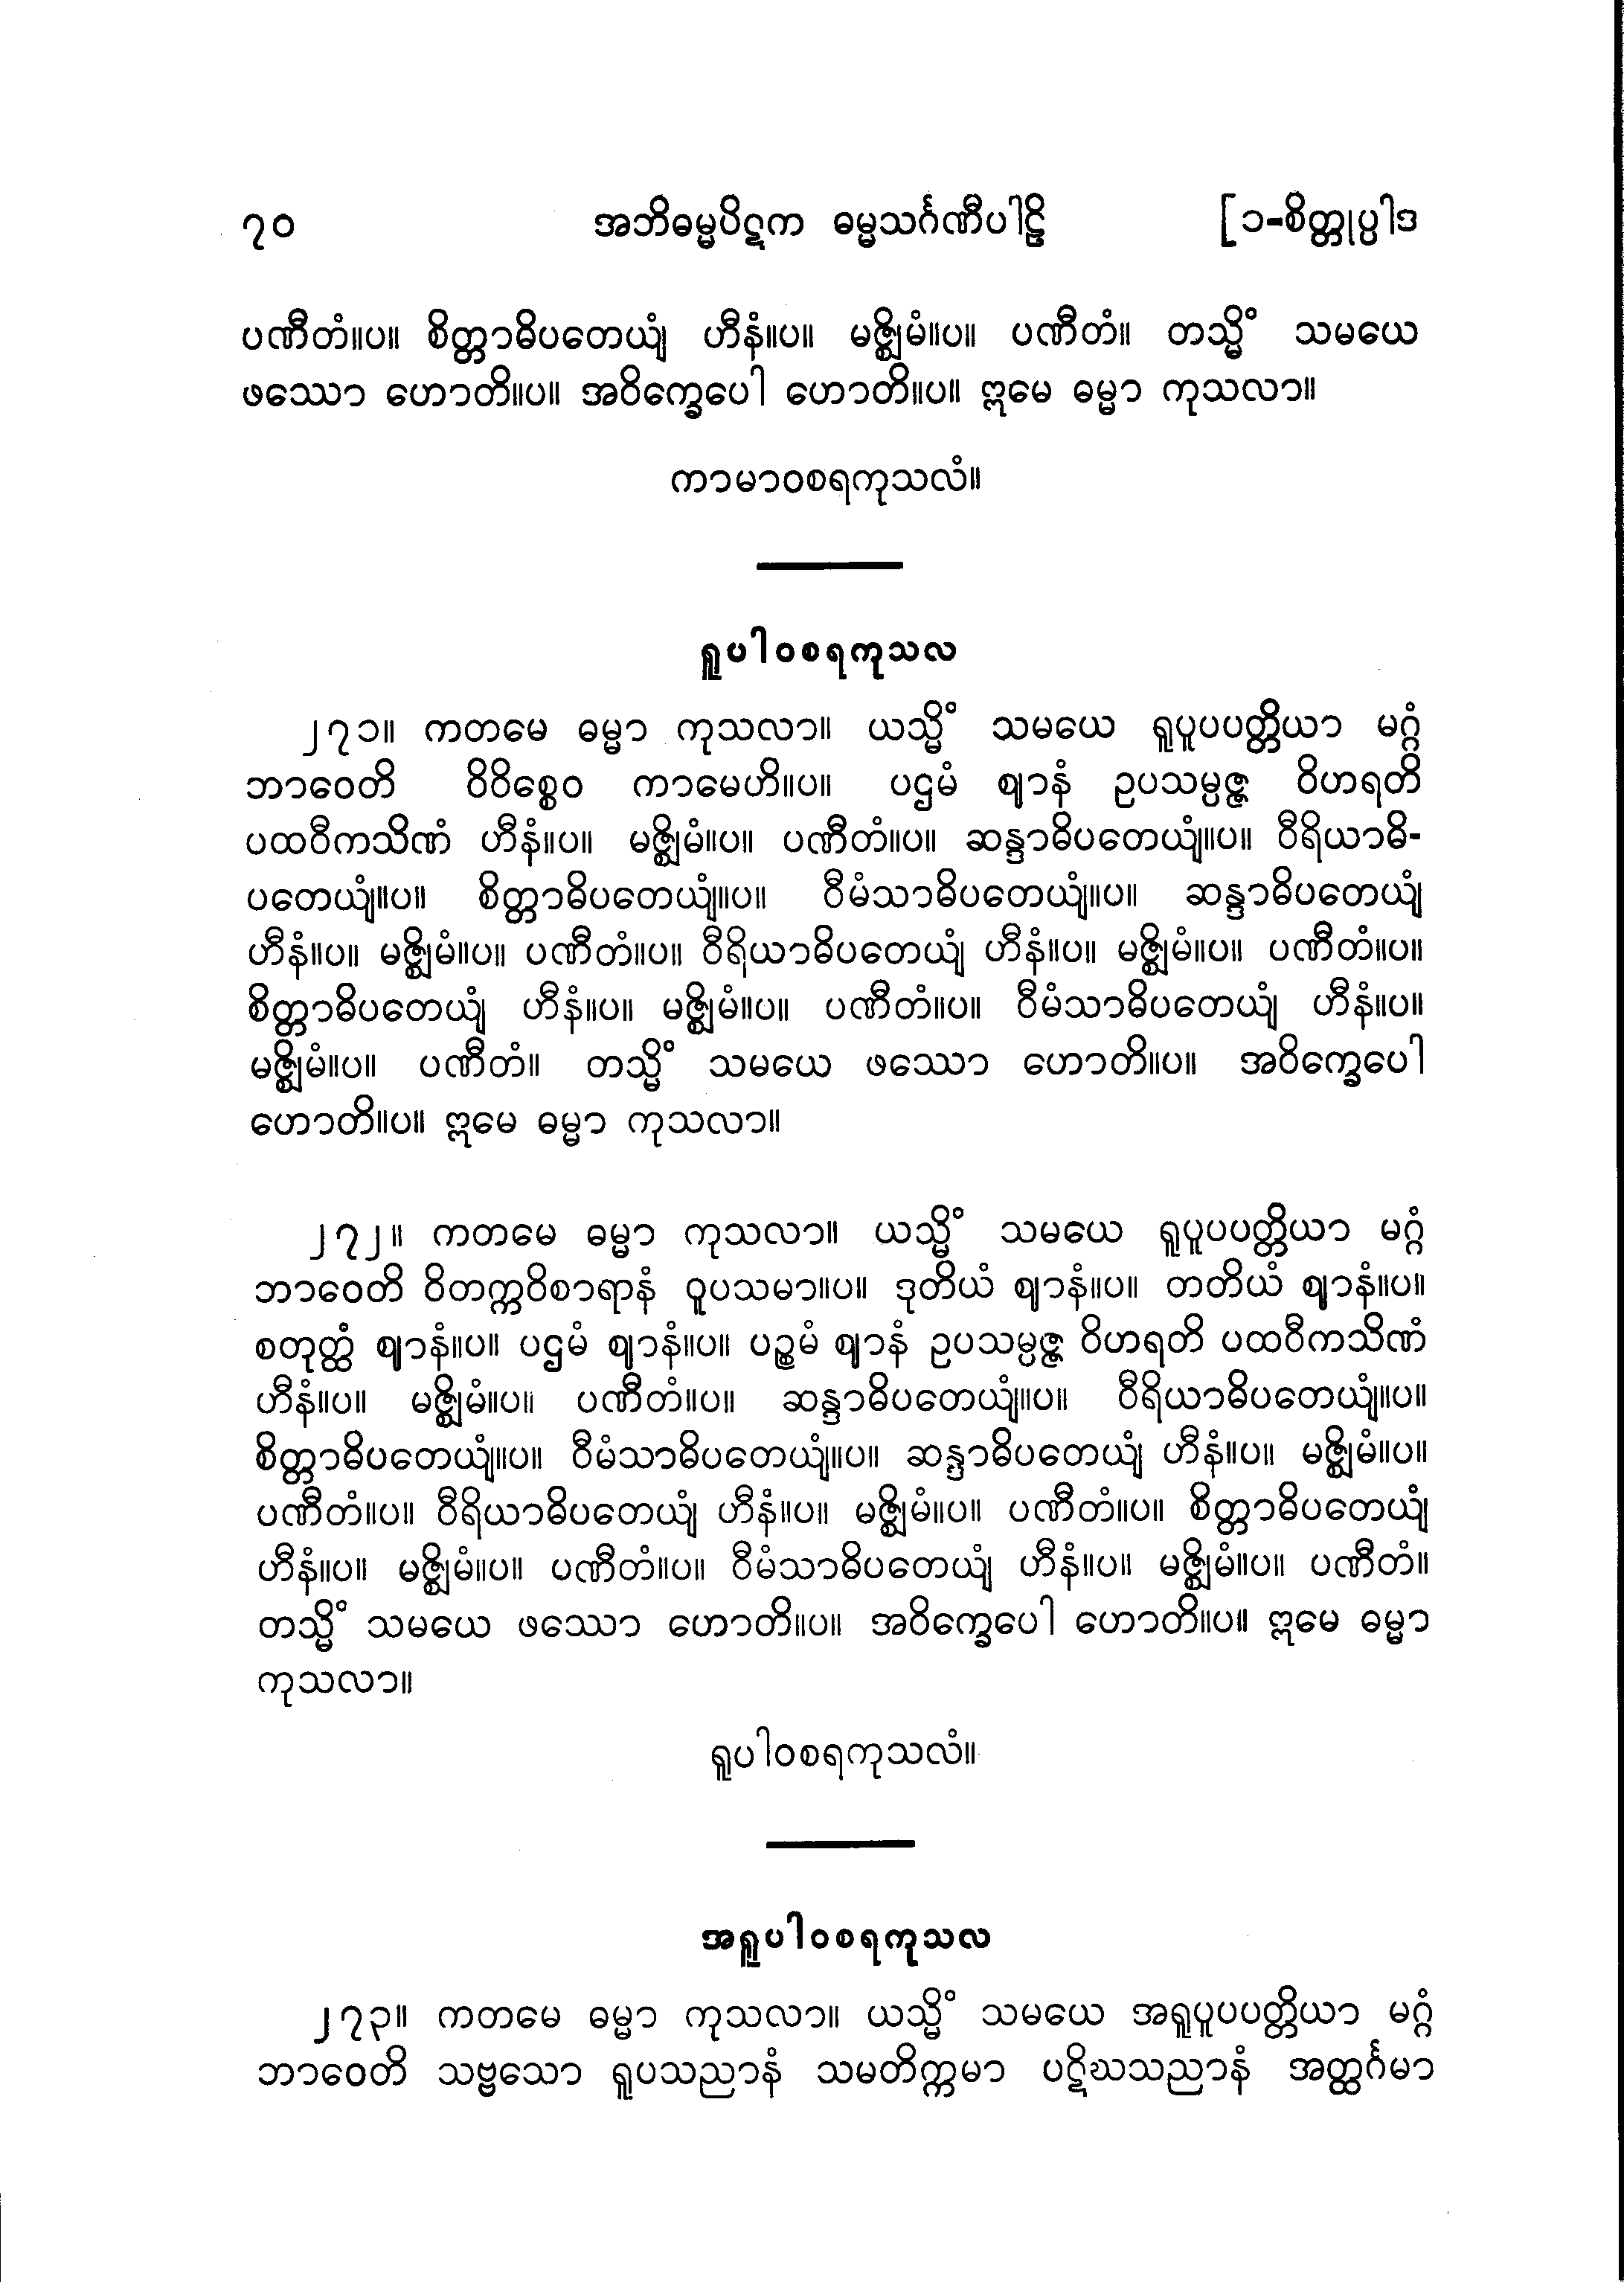 ၇၀ အဘိဓမ္မပိဋက ဓမ္မသင်္ဂဏီပါဠိ [၁-စိတ္တုပ္ပါဒ
ပဏီတံ။ပ။ စိတ္တာဓိပတေယျံ ဟီနံ။ပ။ မဇ္ဈိမံ။ပ။ ပဏီတံ။ တသ္မိံ သမယေ
ဖဿော ဟောတိ။ပ။ အဝိက္ခေပေါ ဟောတိ။ပ။ ဣမေ ဓမ္မာ ကုသလာ။
ကာမာဝစရကုသလံ။
ရူပါဝစရကုသလ
၂၇၁။ ကတမေ ဓမ္မာ ကုသလာ။ ယသ္မိံ သမယေ ရူပူပပတ္တိယာ မဂ္ဂံ
ဘာဝေတိ ဝိဝိစ္စေဝ ကာမေဟိ။ပ။ ပဌမံ ဈာနံ ဥပသမ္ပဇ္ဇ ဝိဟရတိ
ပထဝီကသိဏံ ဟီနံ။ပ။ မဇ္ဈိမံ။ပ။ ပဏီတံ။ပ။ ဆန္ဒာဓိပတေယျံ။ပ။ ဝီရိယာဓိ-
ပတေယျံ။ပ။ စိတ္တာဓိပတေယျံ။ပ။ ဝီမံသာဓိပတေယျံ။ပ။ ဆန္ဒာဓိပတေယျံ
ဟီနံ။ပ။ မဇ္ဈိမံ။ပ။ ပဏီတံ။ပ။ ဝီရိယာဓိပတေယျံ ဟီနံ။ပ။ မဇ္ဈိမံ။ပ။ ပဏီတံ။ပ။
စိတ္တာဓိပတေယျံ ဟီနံ။ပ။ မဇ္ဈိမံ။ပ။ ပဏီတံ။ပ။ ဝီမံသာဓိပတေယျံ ဟီနံ။ပ။
မဇ္ဈိမံ။ပ။ ပဏီတံ။ တသ္မိံ သမယေ ဖဿော ဟောတိ။ပ။ အဝိက္ခေပေါ
ဟောတိ။ပ။ ဣမေ ဓမ္မာ ကုသလာ။
၂၇၂။ ကတမေ ဓမ္မာ ကုသလာ။ ယသ္မိံ သမယေ ရူပူပပတ္တိယာ မဂ္ဂံ
ဘာဝေတိ ဝိတက္ကဝိစာရာနံ ဝူပသမာ။ပ။ ဒုတိယံ ဈာနံ။ပ။ တတိယံ ဈာနံ။ပ။
စတုတ္ထံ ဈာနံ။ပ။ ပဌမံ ဈာနံ။ပ။ ပဉ္စမံ ဈာနံ ဥပသမ္ပဇ္ဇ ဝိဟရတိ ပထဝီကသိဏံ
ဟီနံ။ပ။ မဇ္ဈိမံ။ပ။ ပဏီတံ။ပ။ ဆန္ဒာဓိပတေယျံ။ပ။ ဝီရိယာဓိပတေယျံ။ပ။
စိတ္တာဓိပတေယျံ။ပ။ ဝီမံသာဓိပတေယျံ။ပ။ ဆန္ဒာဓိပတေယျံ ဟီနံ။ပ။ မဇ္ဈိမံ။ပ။
ပဏီတံ။ပ။ ဝီရိယာဓိပတေယျံ ဟီနံ။ပ။ မဇ္ဈိမံ။ပ။ ပဏီတံ။ပ။ စိတ္တာဓိပတေယျံ
ဟီနံ။ပ။ မဇ္ဈိမံ။ပ။ ပဏီတံ။ပ။ ဝီမံသာဓိပတေယျံ ဟီနံ။ပ။ မဇ္ဈိမံ။ပ။ ပဏီတံ။
တသ္မိံ သမယေ ဖဿော ဟောတိ။ပ။ အဝိက္ခေပေါ ဟောတိ။ပ။ ဣမေ ဓမ္မာ
ကုသလာ။
ရူပါဝစရကုသလံ။
အရူပါဝစရကုသလ
၂၇၃။ ကတမေ ဓမ္မာ ကုသလာ။ ယသ္မိံ သမယေ အရူပူပပတ္တိယာ မဂ္ဂံ
ဘာဝေတိ သဗ္ဗသော ရူပသညာနံ သမတိက္ကမာ ပဋိဃသညာနံ အတ္ထင်္ဂမာ